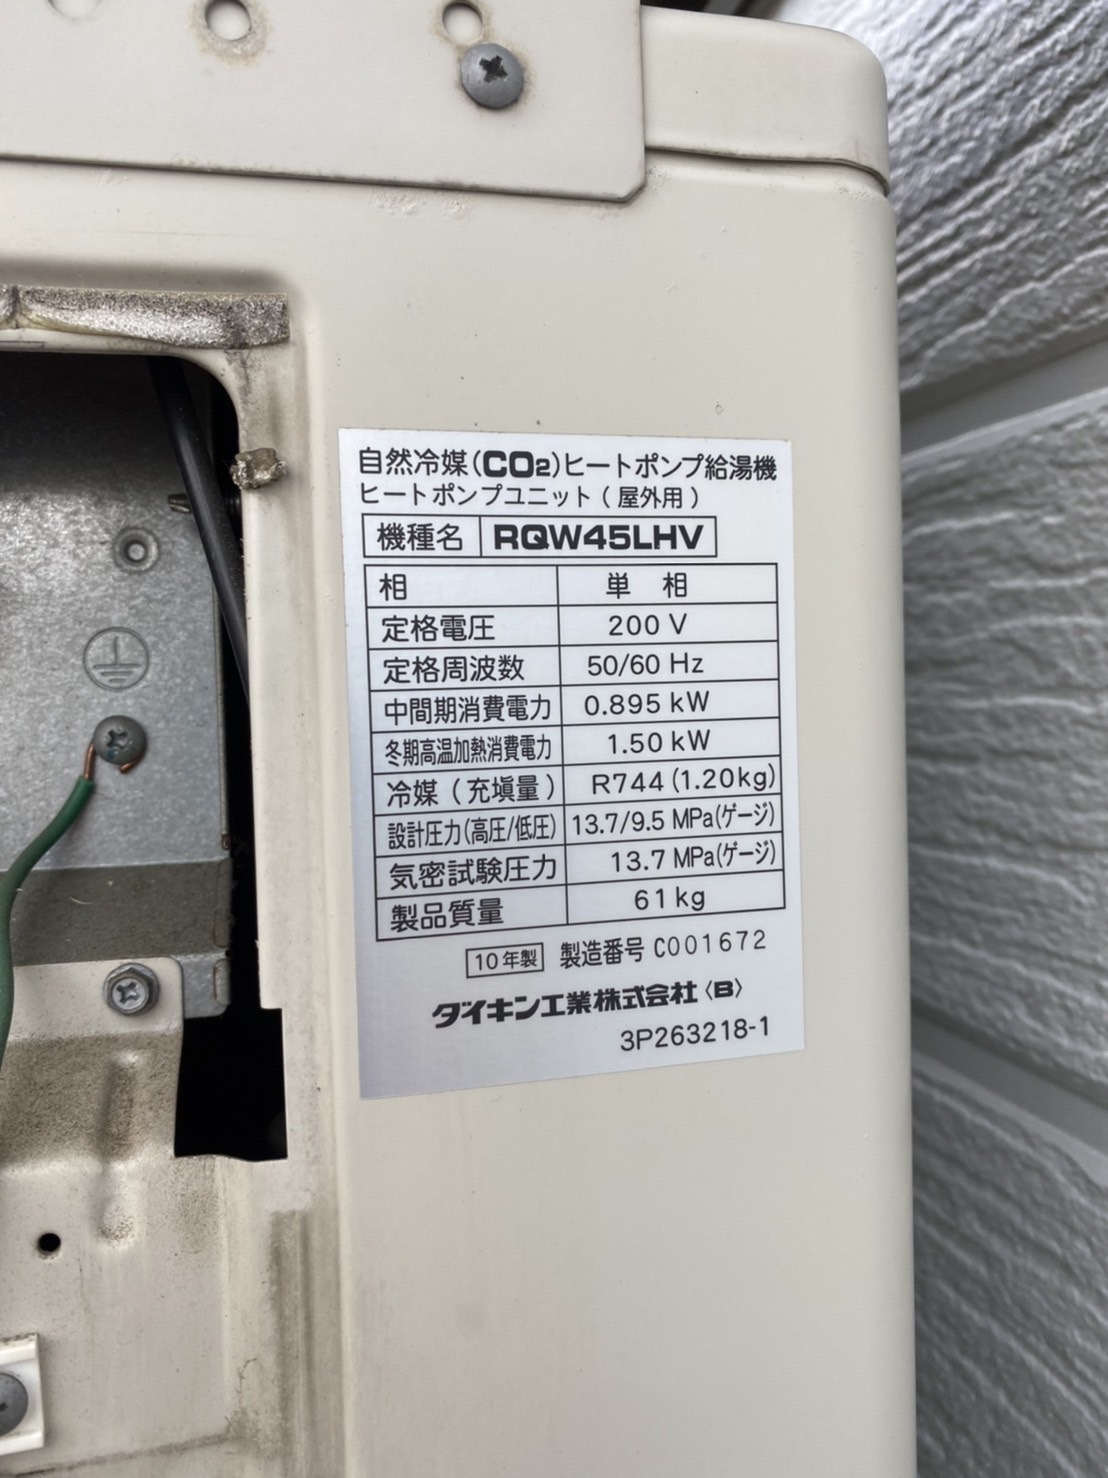 自然冷媒(CO₂)ヒートポンプ給湯機
ヒートポンプユニット(屋外用)
機種名 RQW45LHV
相 単 相
定格電圧 200 V
定格周波数 50/60 Hz
中間期消費電力 0.895 kW
冬期高温加熱消費電力 1.50 kW
冷媒(充塡量) R744(1.20kg)
設計圧力(高圧/低圧) 13.7/9.5 MPa(ゲージ)
気密試験圧力 13.7 MPa(ゲージ)
製品質量 61 kg
10年製 製造番号 C001672
ダイキン工業株式会社〈B〉
3P263218-1